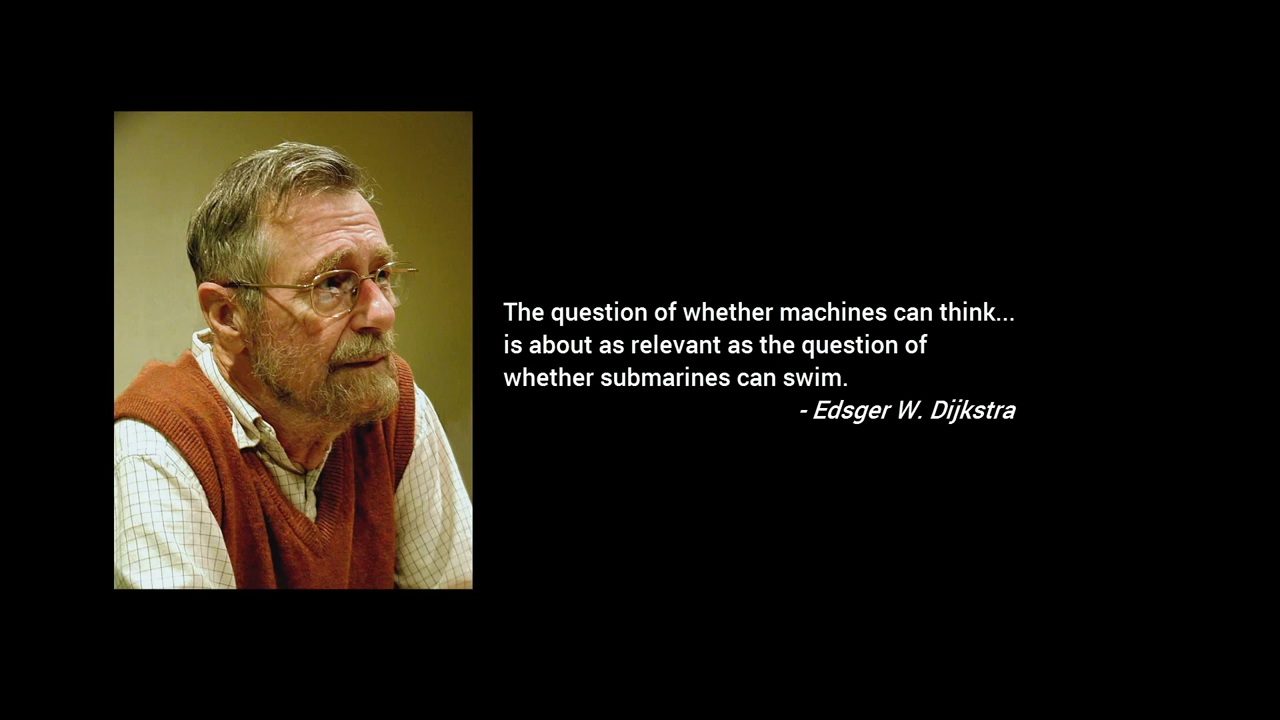 The question of whether machines can think...
is about as relevant as the question of
whether submarines can swim.
- Edsger W. Dijkstra